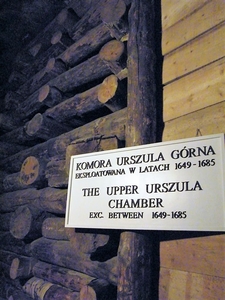 KOMORA URSZULA GÓRNA
EKSPLOATOWANA W LATACH 1649-1685
THE UPPER URSZULA
CHAMBER
EXC. BETWEEN 1649-1685